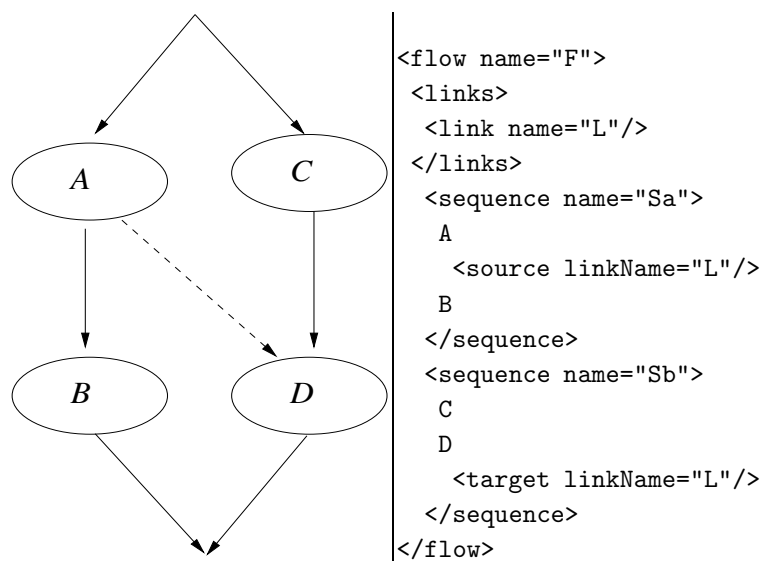 A
C
B
D
<flow name="F">
<links>
<link name="L"/>
</links>
<sequence name="Sa">
A
<source linkName="L"/>
B
</sequence>
<sequence name="Sb">
C
D
<target linkName="L"/>
</sequence>
</flow>